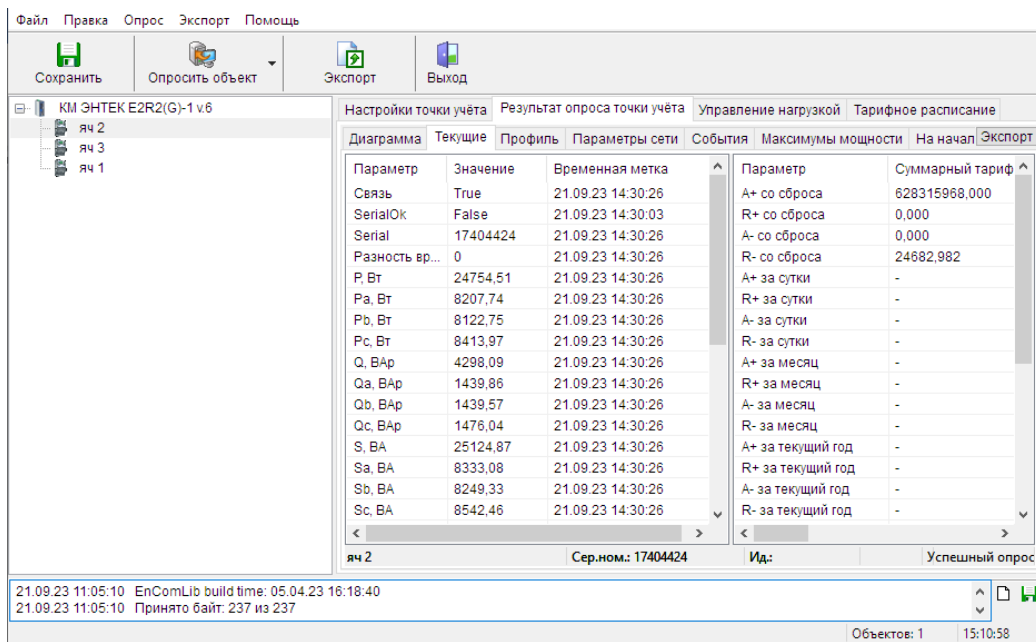 Файл Правка Опрос Экспорт Помощь
Сохранить Опросить объект Экспорт Выход
КМ ЭНТЕК E2R2(G)-1 v.6
яч 2
яч 3
яч 1
Настройки точки учёта Результат опроса точки учёта Управление нагрузкой Тарифное расписание
Диаграмма Текущие Профиль Параметры сети События Максимумы мощности На начал Экспорт
Параметр Значение Временная метка
Связь True 21.09.23 14:30:26
SerialOk False 21.09.23 14:30:03
Serial 17404424 21.09.23 14:30:26
Разность вр... 0 21.09.23 14:30:26
P, Вт 24754,51 21.09.23 14:30:26
Pa, Вт 8207,74 21.09.23 14:30:26
Pb, Вт 8122,75 21.09.23 14:30:26
Pc, Вт 8413,97 21.09.23 14:30:26
Q, ВАр 4298,09 21.09.23 14:30:26
Qa, ВАр 1439,86 21.09.23 14:30:26
Qb, ВАр 1439,57 21.09.23 14:30:26
Qc, ВАр 1476,04 21.09.23 14:30:26
S, ВА 25124,87 21.09.23 14:30:26
Sa, ВА 8333,08 21.09.23 14:30:26
Sb, ВА 8249,33 21.09.23 14:30:26
Sc, ВА 8542,46 21.09.23 14:30:26
Параметр Суммарный тариф
A+ со сброса 628315968,000
R+ со сброса 0,000
A- со сброса 0,000
R- со сброса 24682,982
A+ за сутки -
R+ за сутки -
A- за сутки -
R- за сутки -
A+ за месяц -
R+ за месяц -
A- за месяц -
R- за месяц -
A+ за текущий год -
R+ за текущий год -
A- за текущий год -
R- за текущий год -
яч 2 Сер.ном.: 17404424 Ид.: Успешный опрос
21.09.23 11:05:10 EnComLib build time: 05.04.23 16:18:40
21.09.23 11:05:10 Принято байт: 237 из 237
Объектов: 1 15:10:58